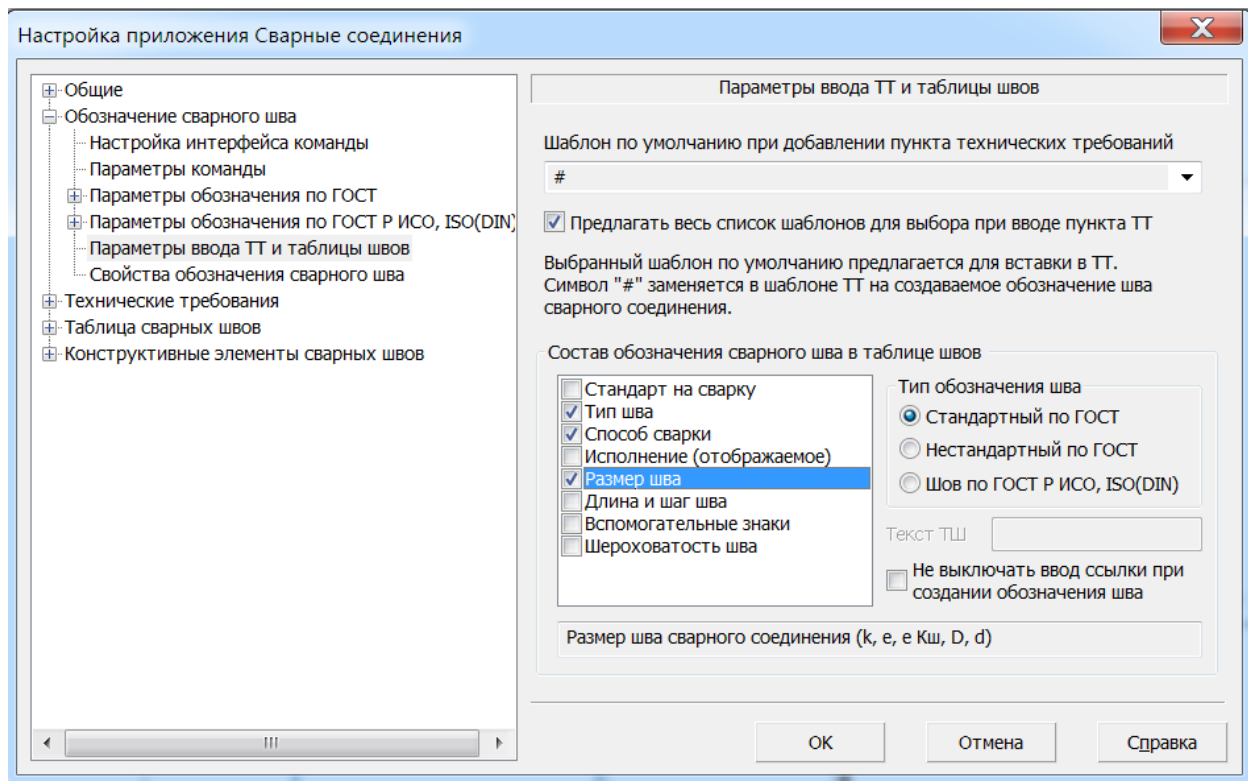 Настройка приложения Сварные соединения
Общие
Обозначение сварного шва
Настройка интерфейса команды
Параметры команды
Параметры обозначения по ГОСТ
Параметры обозначения по ГОСТ Р ИСО, ISO(DIN)
Параметры ввода ТТ и таблицы швов
Свойства обозначения сварного шва
Технические требования
Таблица сварных швов
Конструктивные элементы сварных швов
Параметры ввода ТТ и таблицы швов
Шаблон по умолчанию при добавлении пункта технических требований
#
Предлагать весь список шаблонов для выбора при вводе пункта ТТ
Выбранный шаблон по умолчанию предлагается для вставки в ТТ.
Символ "#" заменяется в шаблоне ТТ на создаваемое обозначение шва
сварного соединения.
Состав обозначения сварного шва в таблице швов
Стандарт на сварку
Тип шва
Способ сварки
Исполнение (отображаемое)
Размер шва
Длина и шаг шва
Вспомогательные знаки
Шероховатость шва
Тип обозначения шва
Стандартный по ГОСТ
Нестандартный по ГОСТ
Шов по ГОСТ Р ИСО, ISO(DIN)
Текст ТШ
Не выключать ввод ссылки при
создании обозначения шва
Размер шва сварного соединения (k, e, e Кш, D, d)
ОК
Отмена
Справка